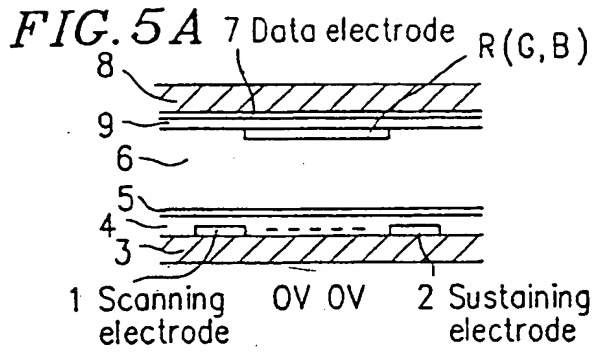 FIG. 5A
7 Data electrode
R(G,B)
8
9
6
5
4
3
1 Scanning electrode
0V 0V
2 Sustaining electrode